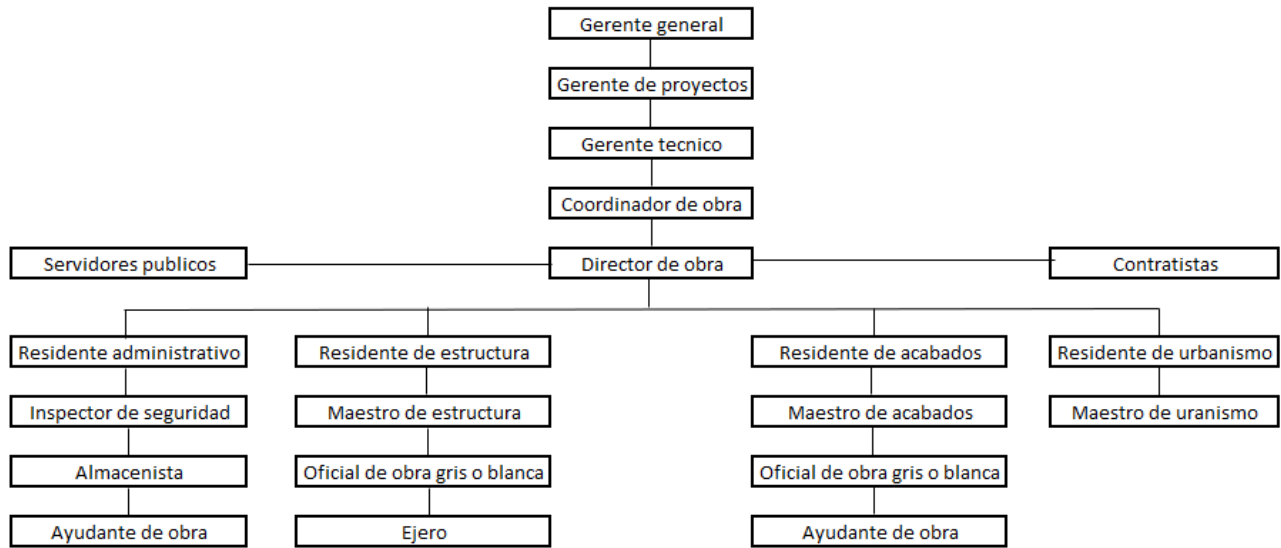 Gerente general
Gerente de proyectos
Gerente tecnico
Coordinador de obra
Servidores publicos
Director de obra
Contratistas
Residente administrativo
Residente de estructura
Residente de acabados
Residente de urbanismo
Inspector de seguridad
Maestro de estructura
Maestro de acabados
Maestro de uranismo
Almacenista
Oficial de obra gris o blanca
Oficial de obra gris o blanca
Ayudante de obra
Ejero
Ayudante de obra